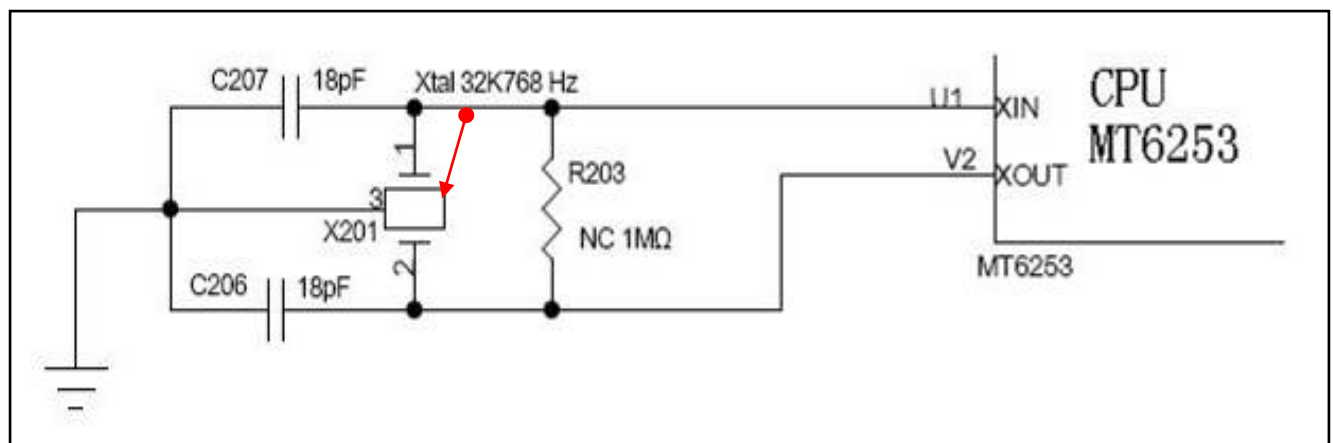 C207 18pF Xtal 32K768 Hz
U1 XIN
CPU
MT6253
V2 XOUT
1
3
X201
2
R203
NC 1MΩ
C206 18pF
MT6253